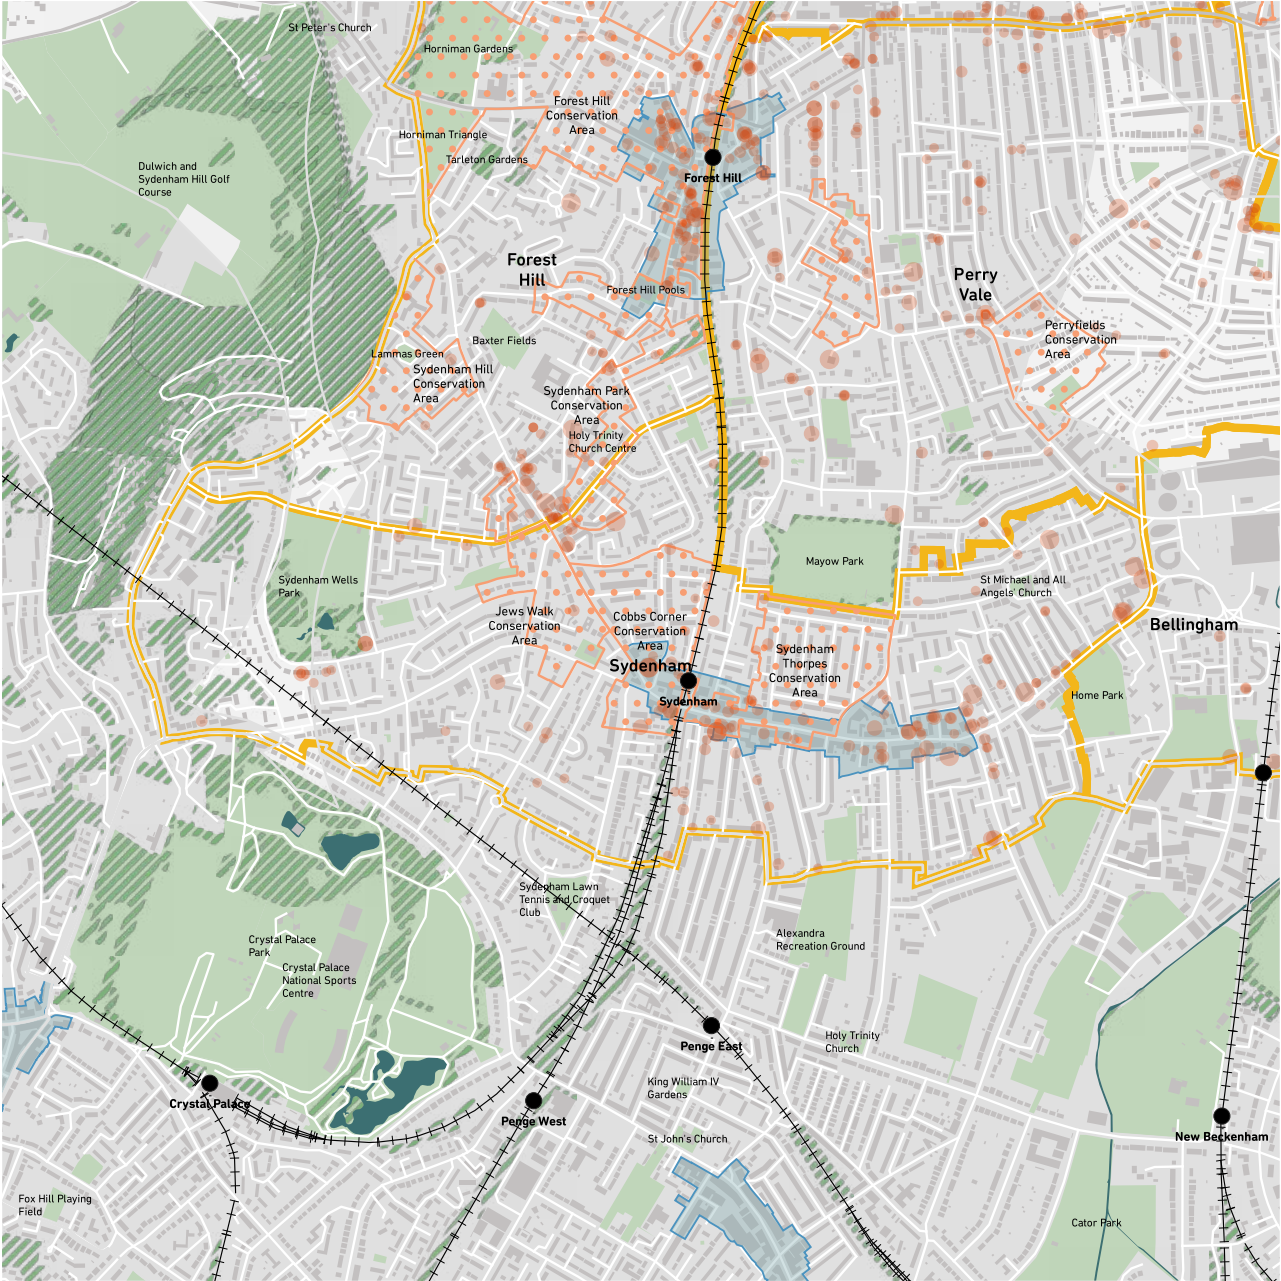 St Peter's Church
Horniman Gardens
Forest Hill
Conservation
Area
Horniman Triangle
Tarleton Gardens
Dulwich and
Sydenham Hill Golf
Course
Forest Hill
Forest
Hill
Perry
Vale
Forest Hill Pools
Perryfields
Conservation
Area
Baxter Fields
Lammas Green
Sydenham Hill
Conservation
Area
Sydenham Park
Conservation
Area
Holy Trinity
Church Centre
Mayow Park
Sydenham Wells
Park
St Michael and All
Angels' Church
Jews Walk
Conservation
Area
Cobbs Corner
Conservation
Area
Bellingham
Sydenham
Thorpes
Conservation
Area
Sydenham
Sydenham
Home Park
Sydenham Lawn
Tennis and Croquet
Club
Crystal Palace
Park
Alexandra
Recreation Ground
Crystal Palace
National Sports
Centre
Penge East
Holy Trinity
Church
King William IV
Gardens
Crystal Palace
Penge West
St John's Church
New Beckenham
Fox Hill Playing
Field
Cator Park